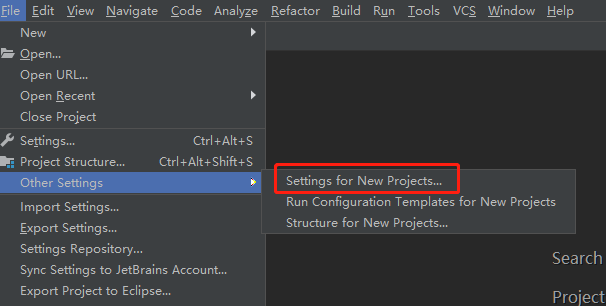 File Edit View Navigate Code Analyze Refactor Build Run Tools VCS Window Help
New
Open...
Open URL...
Open Recent
Close Project
Settings... Ctrl+Alt+S
Project Structure... Ctrl+Alt+Shift+S
Other Settings
Settings for New Projects...
Run Configuration Templates for New Projects
Structure for New Projects...
Import Settings...
Export Settings...
Settings Repository...
Sync Settings to JetBrains Account...
Export Project to Eclipse...
Search
Project